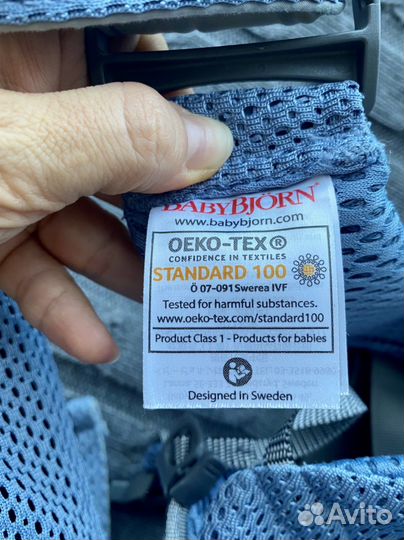 BABYBJÖRN
www.babybjorn.com
OEKO-TEX®
CONFIDENCE IN TEXTILES
STANDARD 100
Ö 07-091 Swerea IVF
Tested for harmful substances.
www.oeko-tex.com/standard100
Product Class 1 - Products for babies
Designed in Sweden
Avito